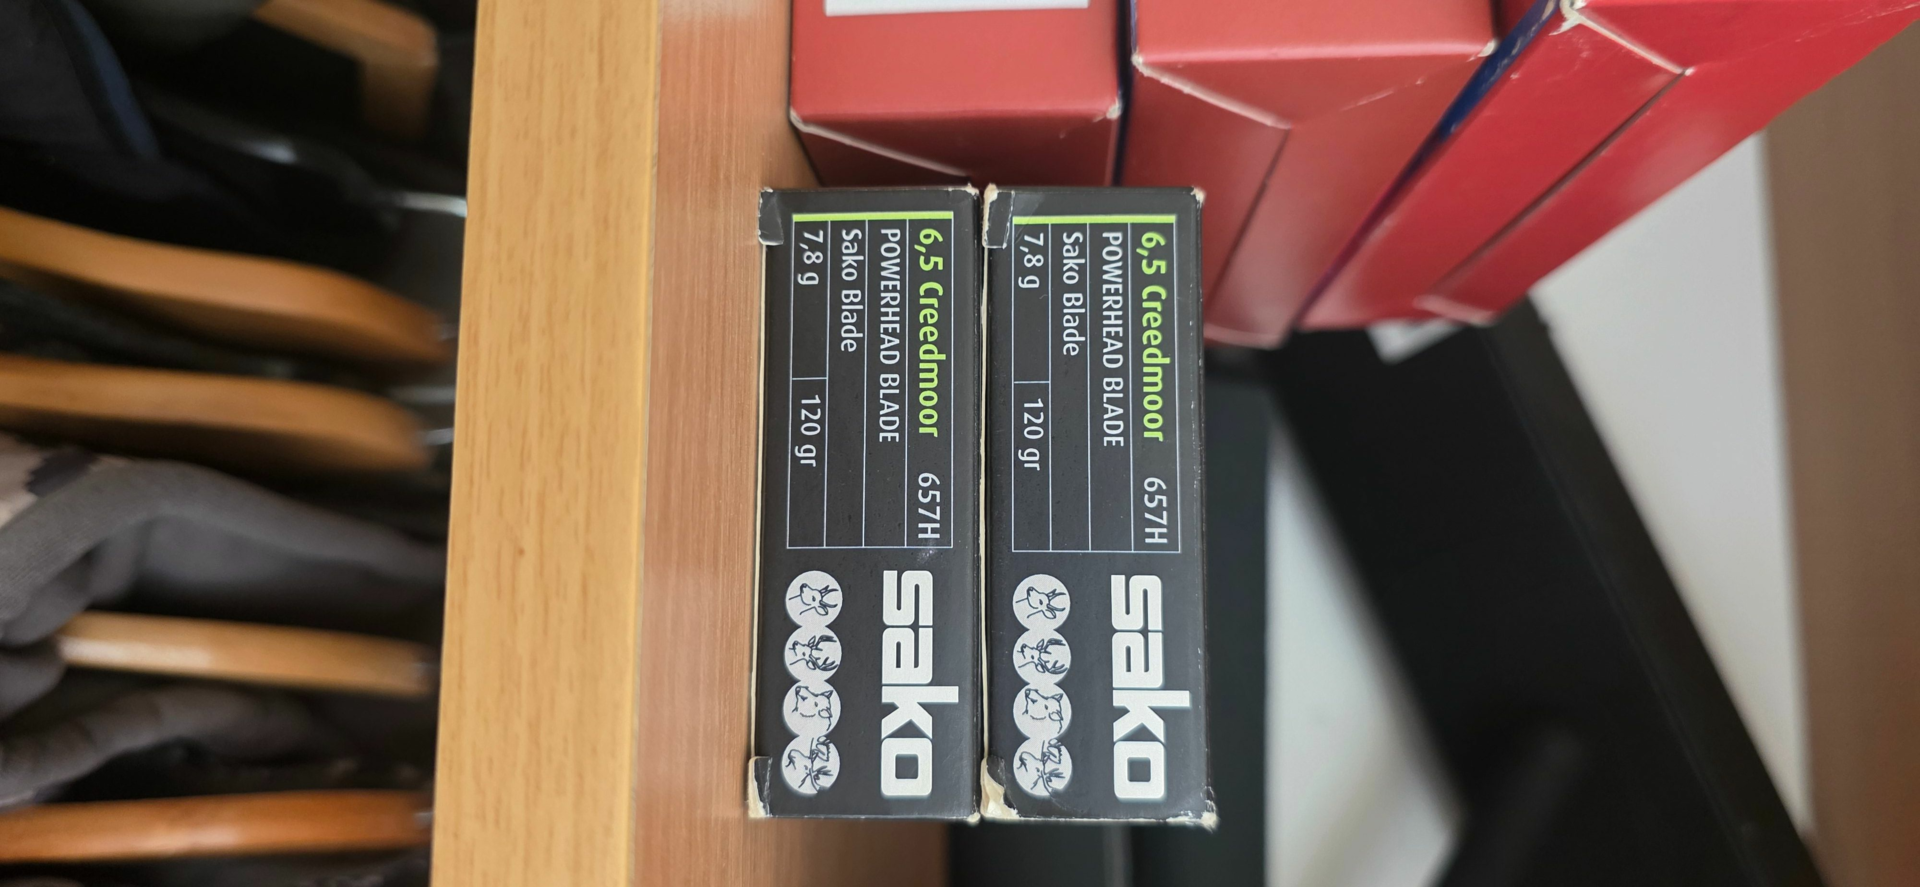 6,5 Creedmoor 657H
POWERHEAD BLADE
Sako Blade
7,8 g 120 gr
sako
6,5 Creedmoor 657H
POWERHEAD BLADE
Sako Blade
7,8 g 120 gr
sako